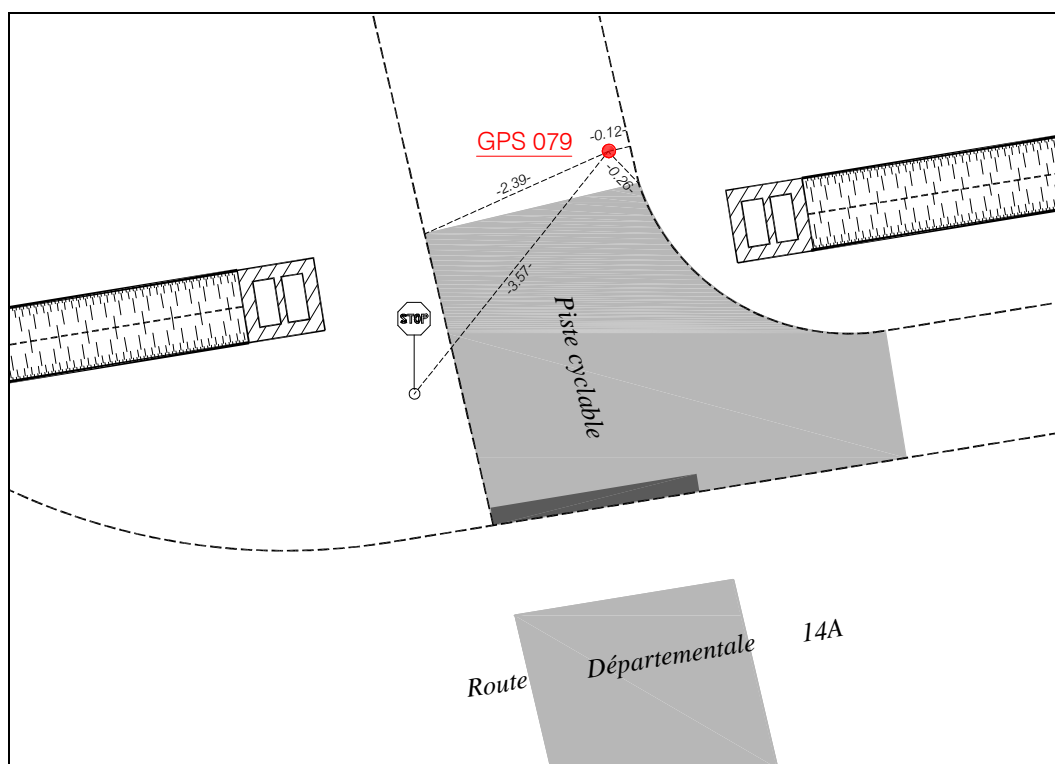 -0.12-
GPS 079
-0.26-
-2.39-
-3.57-
STOP
Piste cyclable
Route Départementale 14A